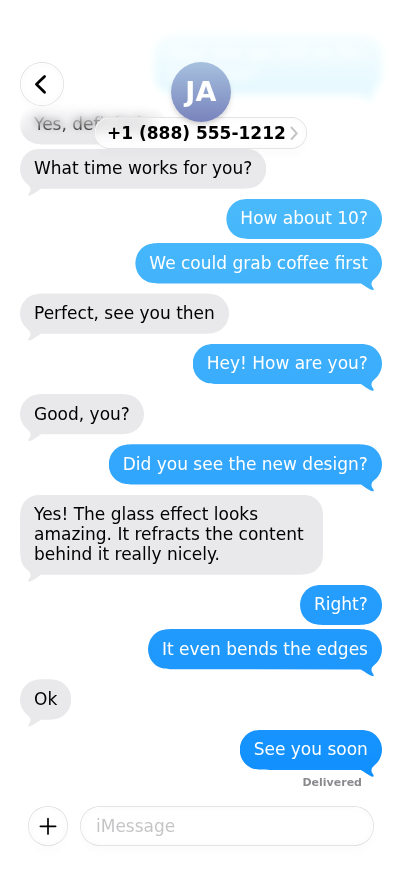 JA
+1 (888) 555-1212
Yes,
What time works for you?
How about 10?
We could grab coffee first
Perfect, see you then
Hey! How are you?
Good, you?
Did you see the new design?
Yes! The glass effect looks
amazing. It refracts the content
behind it really nicely.
Right?
It even bends the edges
Ok
See you soon
Delivered
iMessage